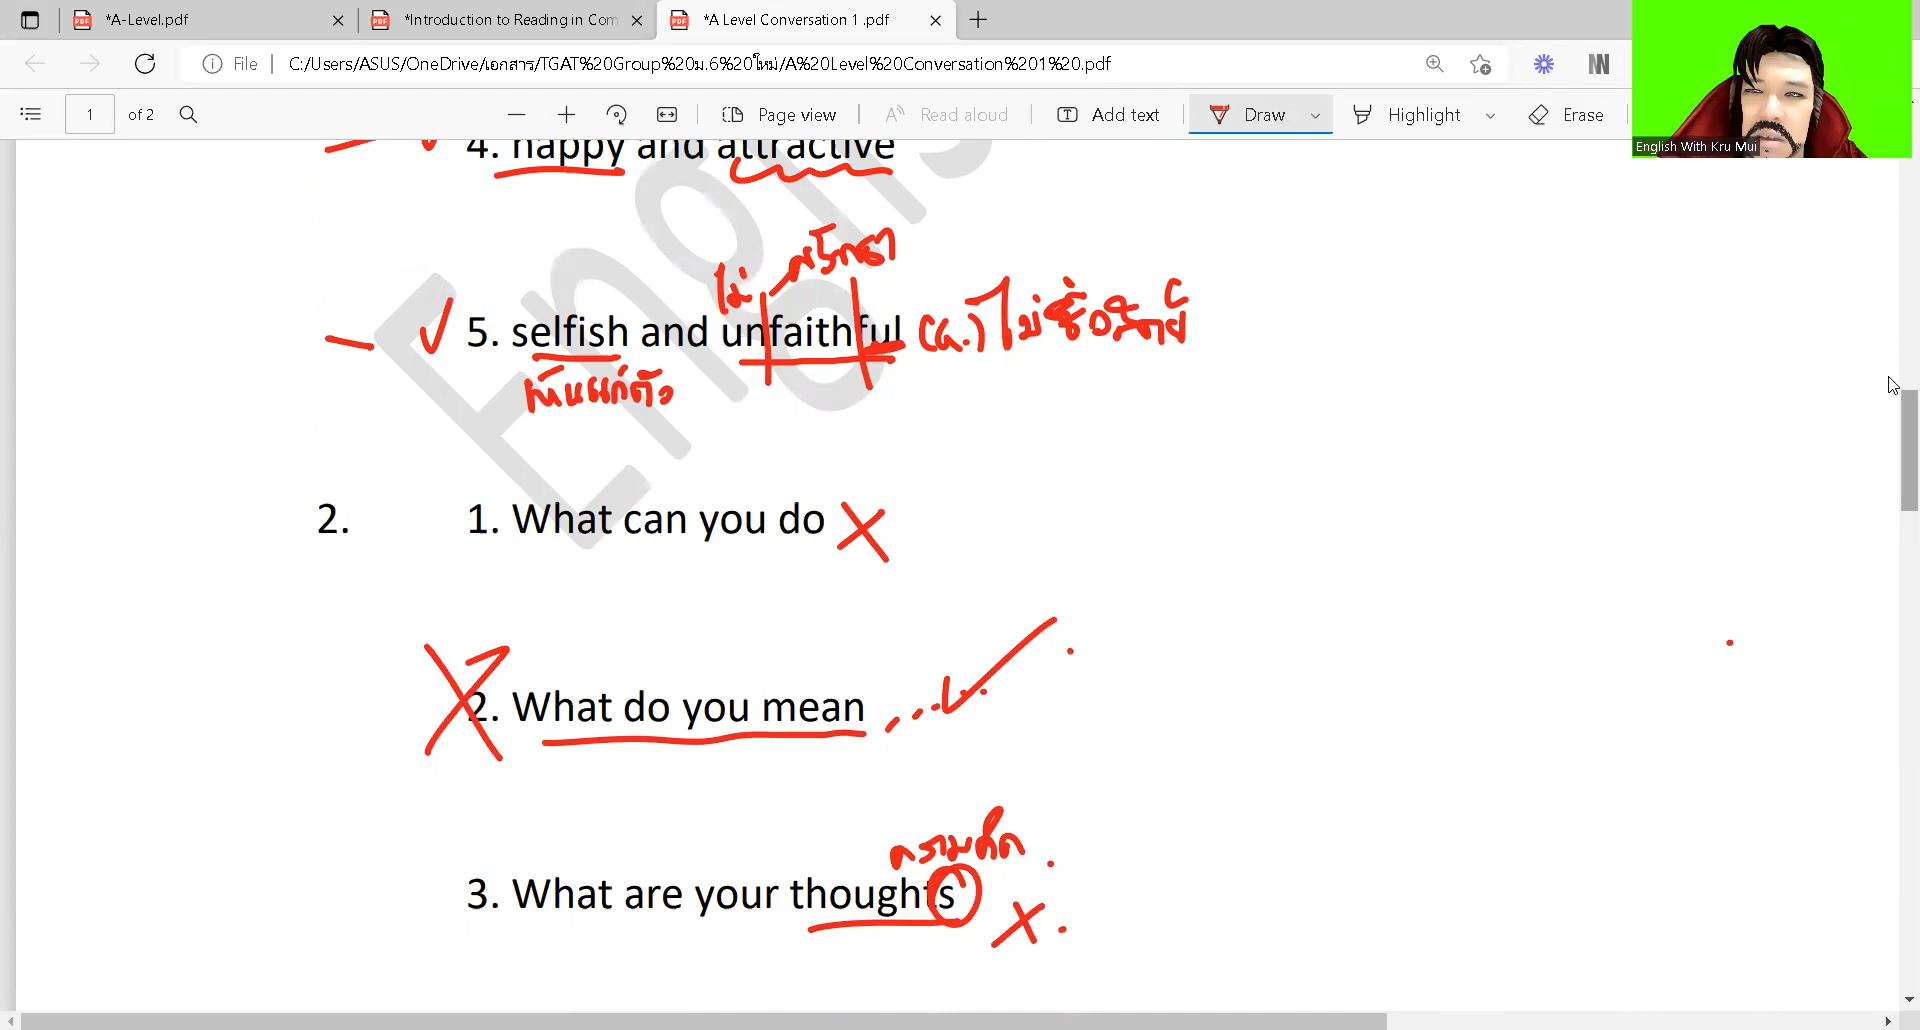 *A-Level.pdf
*Introduction to Reading in Com
*A Level Conversation 1 .pdf
File C:/Users/ASUS/OneDrive/เอกสาร/TGAT%20Group%20ม.6%20ใหม่/A%20Level%20Conversation%201%20.pdf
1 of 2 Page view Read aloud Add text Draw Highlight Erase
English With Kru Mui
4. happy and attractive
ไม่ ศรัทธา
5. selfish and unfaithful (a.) ไม่ซื่อสัตย์
เห็นแก่ตัว
2. 1. What can you do
2. What do you mean
ความคิด
3. What are your thoughts